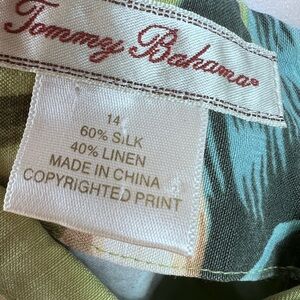 Tommy Bahama®
14
60% SILK
40% LINEN
MADE IN CHINA
COPYRIGHTED PRINT